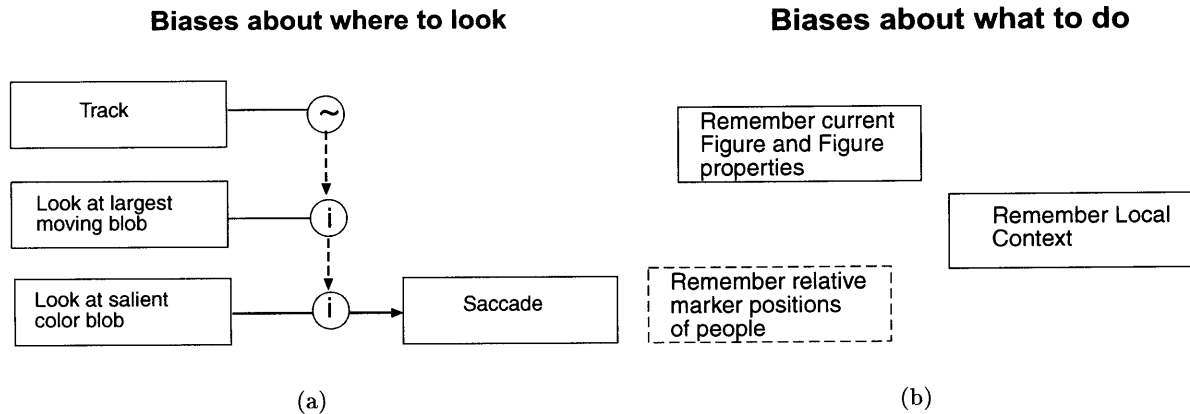 Biases about where to look
Track
~
Look at largest
moving blob
i
Look at salient
color blob
i
Saccade
(a)
Biases about what to do
Remember current
Figure and Figure
properties
Remember Local
Context
Remember relative
marker positions
of people
(b)